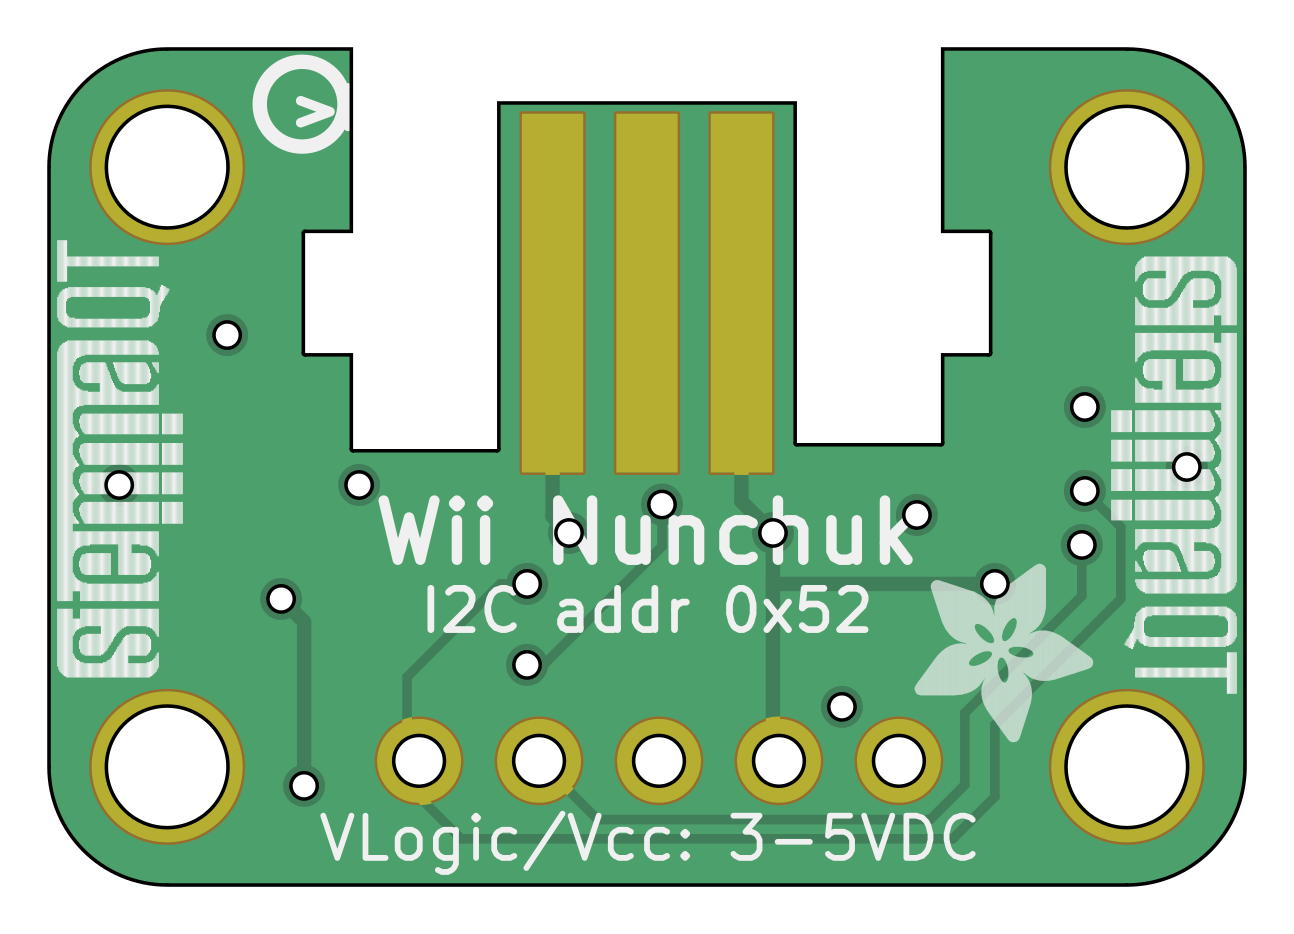 stemmaQT
stemmaQT
Wii Nunchuk
I2C addr 0x52
VLogic/Vcc: 3-5VDC